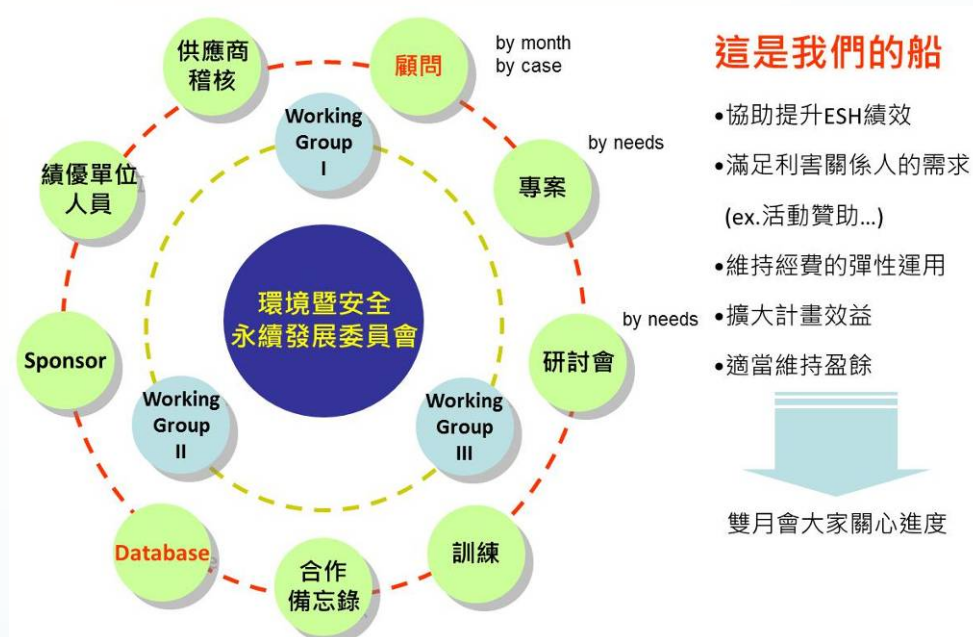 供應商
稽核
顧問
by month
by case
Working
Group
I
績優單位
人員
專案
by needs
環境暨安全
永續發展委員會
Sponsor
研討會
by needs
Working
Group
II
Working
Group
III
Database
合作
備忘錄
訓練
這是我們的船
•協助提升ESH績效
•滿足利害關係人的需求
(ex.活動贊助...)
•維持經費的彈性運用
•擴大計畫效益
•適當維持盈餘
雙月會大家關心進度